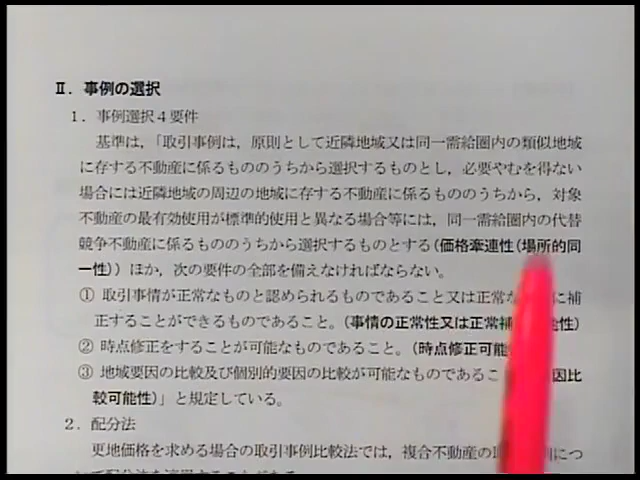 Ⅱ．事例の選択
１．事例選択４要件
基準は，「取引事例は，原則として近隣地域又は同一需給圏内の類似地域
に存する不動産に係るもののうちから選択するものとし，必要やむを得ない
場合には近隣地域の周辺の地域に存する不動産に係るもののうちから，対象
不動産の最有効使用が標準的使用と異なる場合等には，同一需給圏内の代替
競争不動産に係るもののうちから選択するものとする(価格牽連性(場所的同
一性)）ほか，次の要件の全部を備えなければならない。
① 取引事情が正常なものと認められるものであること又は正常な に補
正することができるものであること。(事情の正常性又は正常補 性)
② 時点修正をすることが可能なものであること。(時点修正可能
③ 地域要因の比較及び個別的要因の比較が可能なものであるこ 因比
較可能性)」と規定している。
２．配分法
更地価格を求める場合の取引事例比較法では，複合不動産の につ